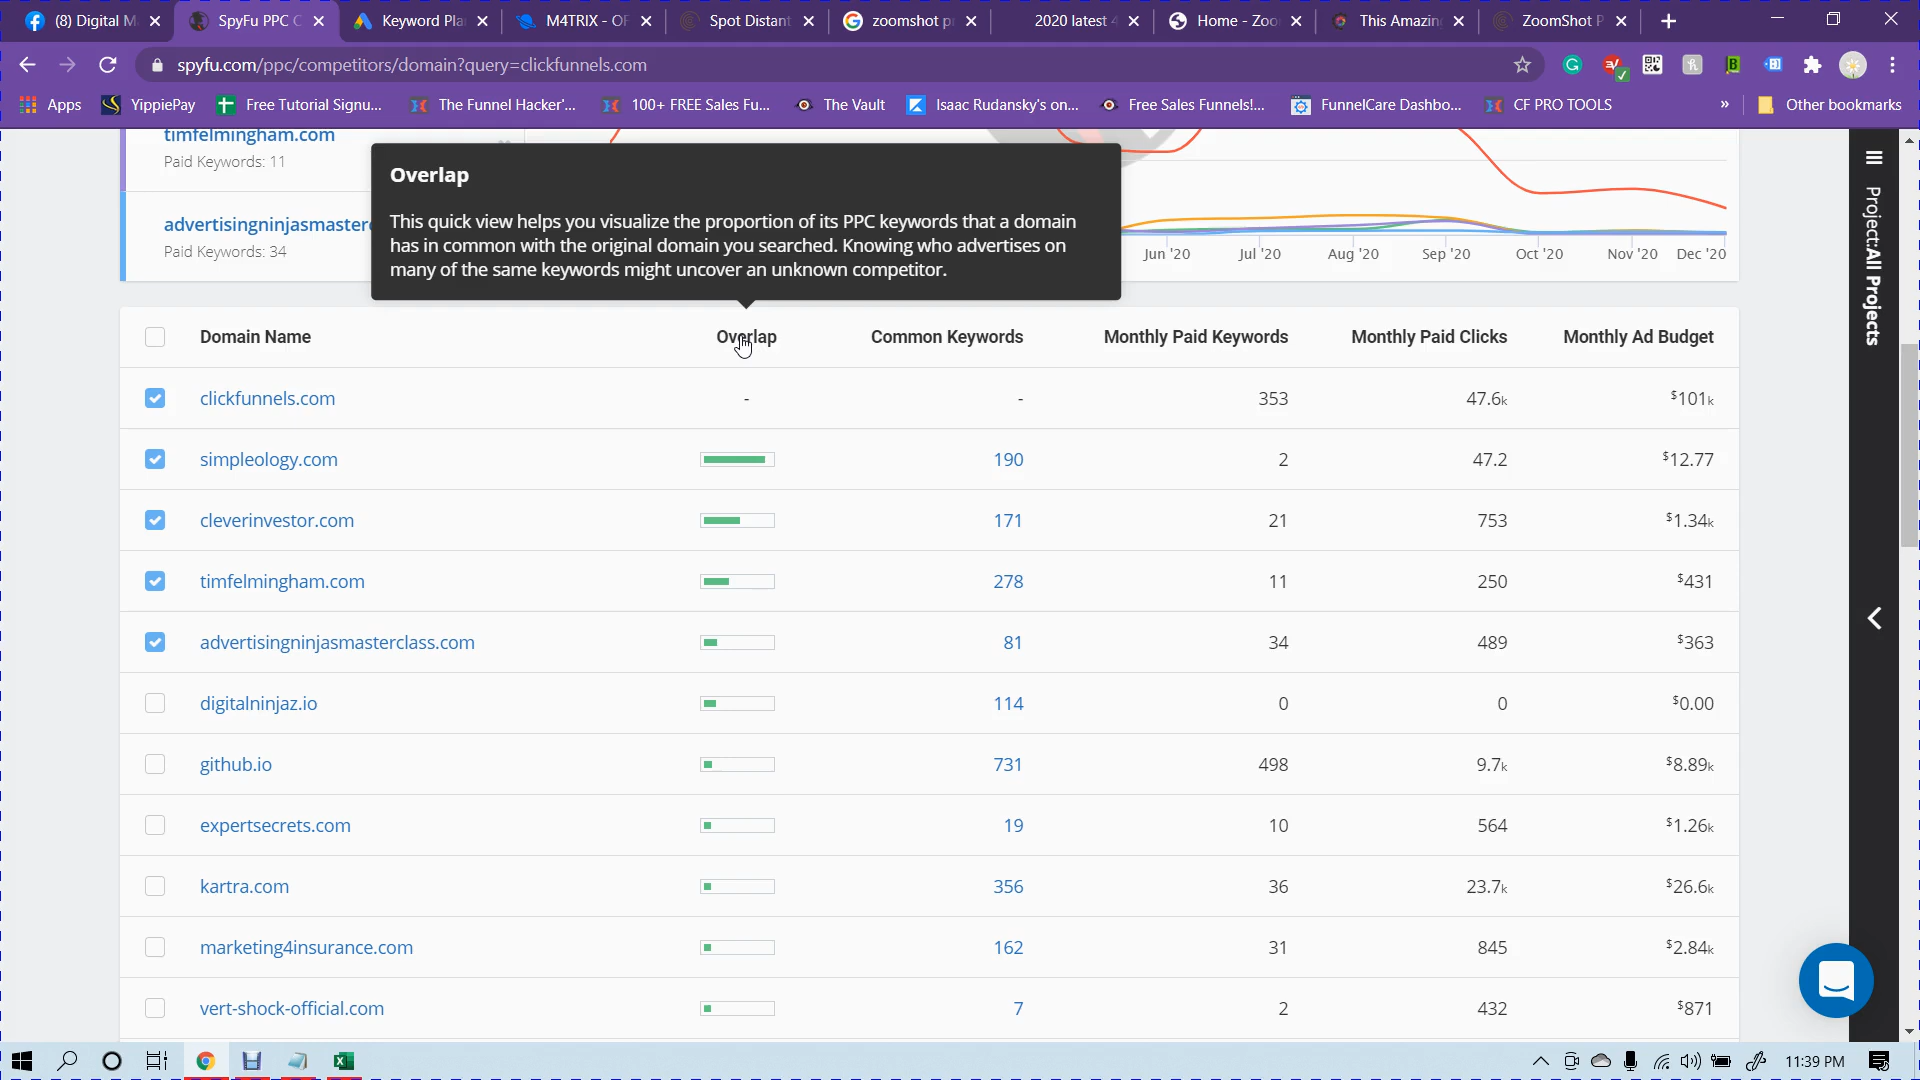 (8) Digital M
SpyFu PPC C
Keyword Pla
M4TRIX - OF
Spot Distant
zoomshot p
2020 latest 4
Home - Zoo
This Amazin
ZoomShot P
spyfu.com/ppc/competitors/domain?query=clickfunnels.com
Apps
YippiePay
Free Tutorial Signu...
The Funnel Hacker'...
100+ FREE Sales Fu...
The Vault
Isaac Rudansky's on...
Free Sales Funnels!...
FunnelCare Dashbo...
CF PRO TOOLS
»
Other bookmarks
timfelmingham.com
Paid Keywords: 11
advertisingninjasmasterc
Paid Keywords: 34
Overlap
This quick view helps you visualize the proportion of its PPC keywords that a domain
has in common with the original domain you searched. Knowing who advertises on
many of the same keywords might uncover an unknown competitor.
Jun '20 Jul '20 Aug '20 Sep '20 Oct '20 Nov '20 Dec '20
Project:All Projects
Domain Name Overlap Common Keywords Monthly Paid Keywords Monthly Paid Clicks Monthly Ad Budget
clickfunnels.com - - 353 47.6k $101k
simpleology.com 190 2 47.2 $12.77
cleverinvestor.com 171 21 753 $1.34k
timfelmingham.com 278 11 250 $431
advertisingninjasmasterclass.com 81 34 489 $363
digitalninjaz.io 114 0 0 $0.00
github.io 731 498 9.7k $8.89k
expertsecrets.com 19 10 564 $1.26k
kartra.com 356 36 23.7k $26.6k
marketing4insurance.com 162 31 845 $2.84k
vert-shock-official.com 7 2 432 $871
11:39 PM